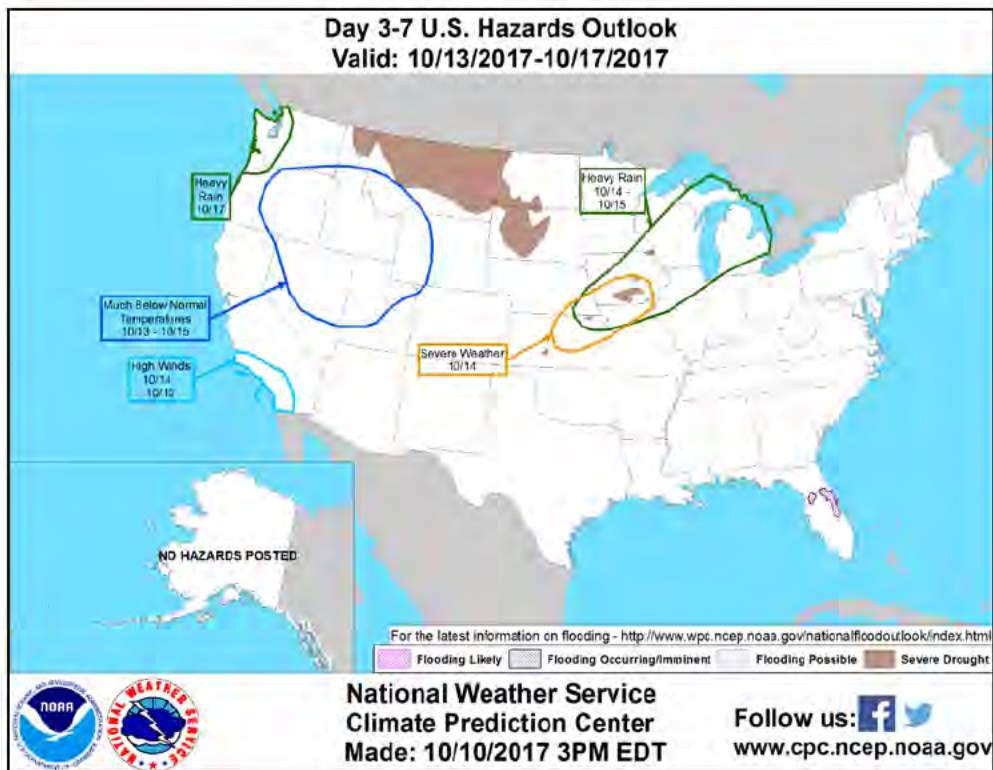 Day 3-7 U.S. Hazards Outlook
Valid: 10/13/2017-10/17/2017
Heavy
Rain
10/17
Heavy Rain
10/14 -
10/15
Much Below Normal
Temperatures
10/13 - 10/15
Severe Weather
10/14
High Winds
10/14
NO HAZARDS POSTED
For the latest information on flooding - http://www.wpc.ncep.noaa.gov/nationalfloodoutlook/index.html
Flooding Likely
Flooding Occurring/Imminent
Flooding Possible
Severe Drought
NOAA
NATIONAL WEATHER SERVICE
National Weather Service
Climate Prediction Center
Made: 10/10/2017 3PM EDT
Follow us:
www.cpc.ncep.noaa.gov